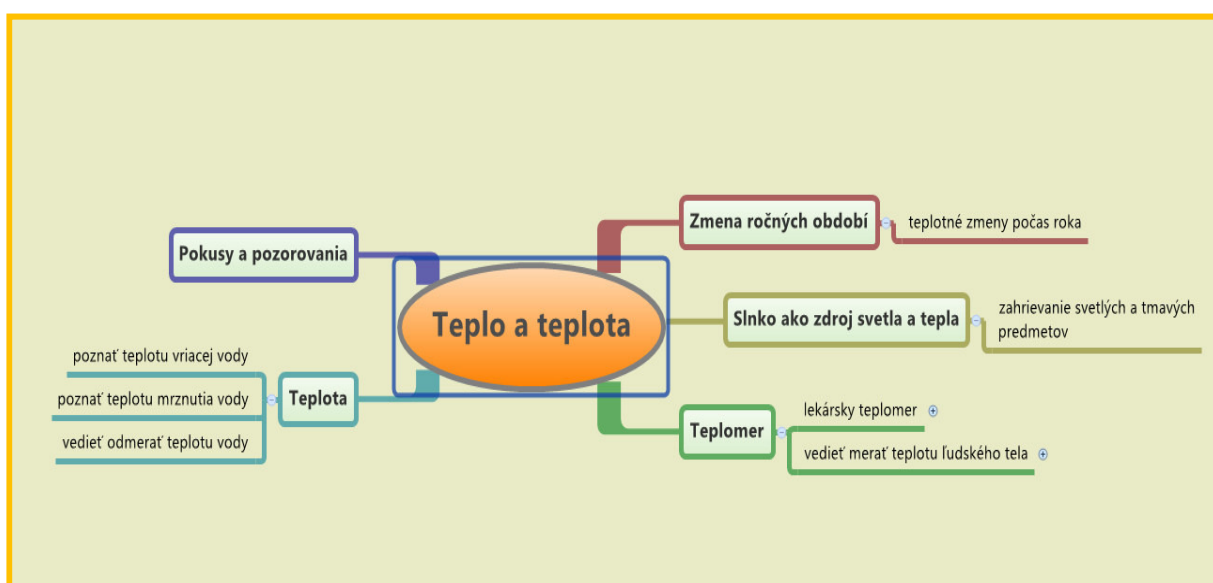 Teplo a teplota
Zmena ročných období
teplotné zmeny počas roka
Slnko ako zdroj svetla a tepla
zahrievanie svetlých a tmavých
predmetov
Teplomer
lekársky teplomer
vedieť merať teplotu ľudského tela
Pokusy a pozorovania
Teplota
poznať teplotu vriacej vody
poznať teplotu mrznutia vody
vedieť odmerať teplotu vody